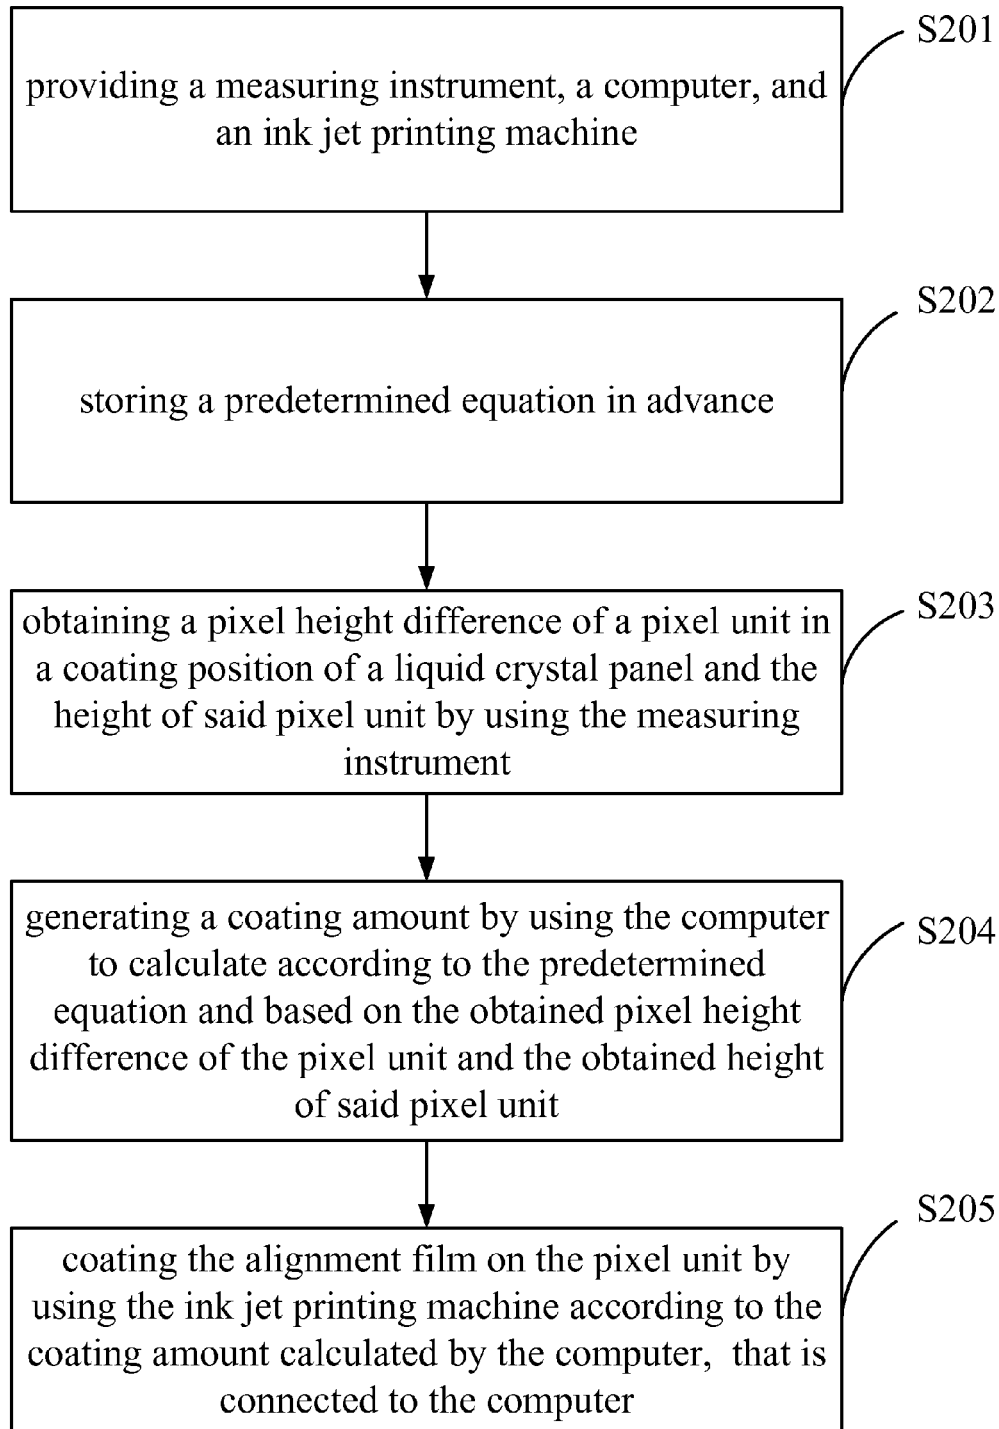 S201
providing a measuring instrument, a computer, and
an ink jet printing machine
S202
storing a predetermined equation in advance
S203
obtaining a pixel height difference of a pixel unit in
a coating position of a liquid crystal panel and the
height of said pixel unit by using the measuring
instrument
S204
generating a coating amount by using the computer
to calculate according to the predetermined
equation and based on the obtained pixel height
difference of the pixel unit and the obtained height
of said pixel unit
S205
coating the alignment film on the pixel unit by
using the ink jet printing machine according to the
coating amount calculated by the computer, that is
connected to the computer